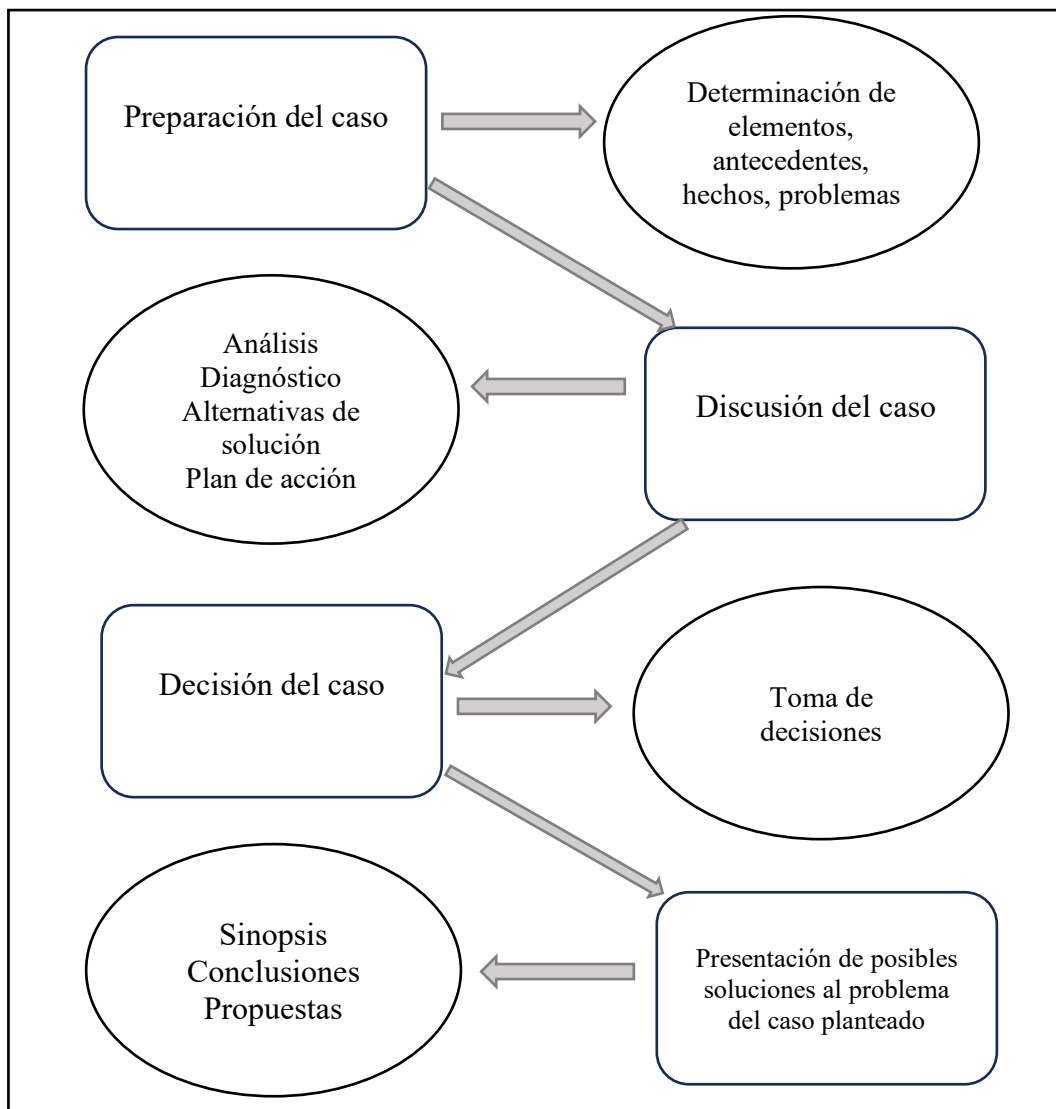 Preparación del caso
Determinación de
elementos,
antecedentes,
hechos, problemas
Análisis
Diagnóstico
Alternativas de
solución
Plan de acción
Discusión del caso
Decisión del caso
Toma de
decisiones
Sinopsis
Conclusiones
Propuestas
Presentación de posibles
soluciones al problema
del caso planteado